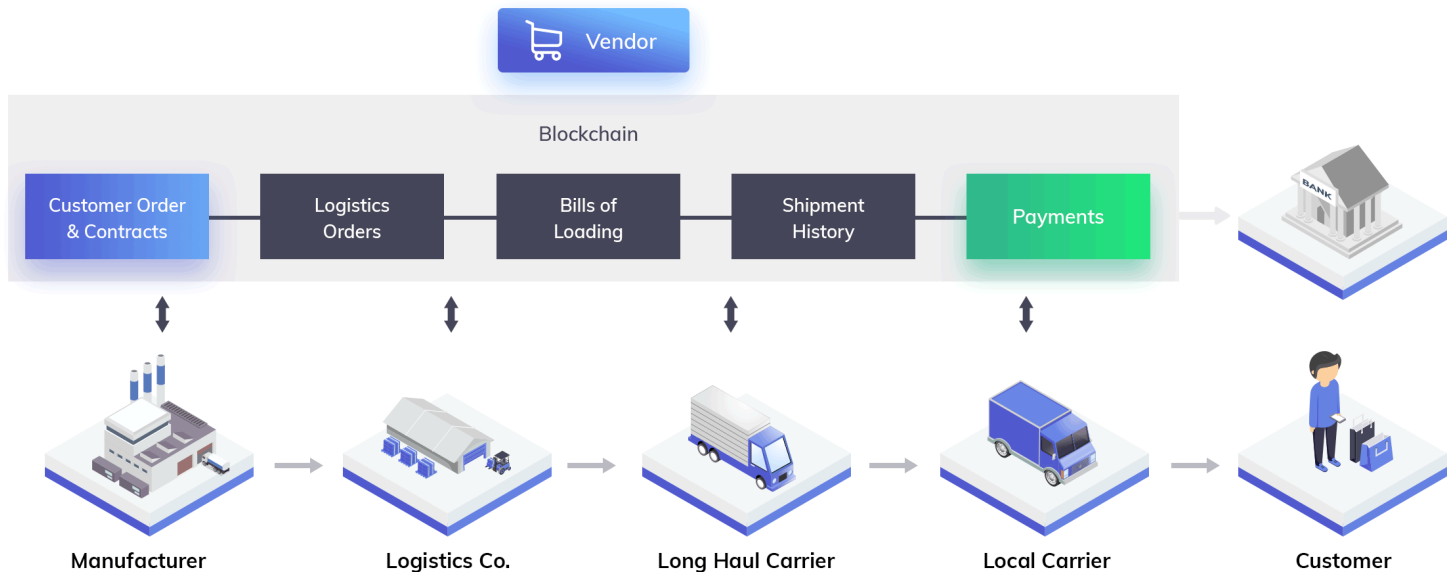 Vendor
Blockchain
Customer Order
& Contracts
Logistics
Orders
Bills of
Loading
Shipment
History
Payments
BANK
Manufacturer
Logistics Co.
Long Haul Carrier
Local Carrier
Customer